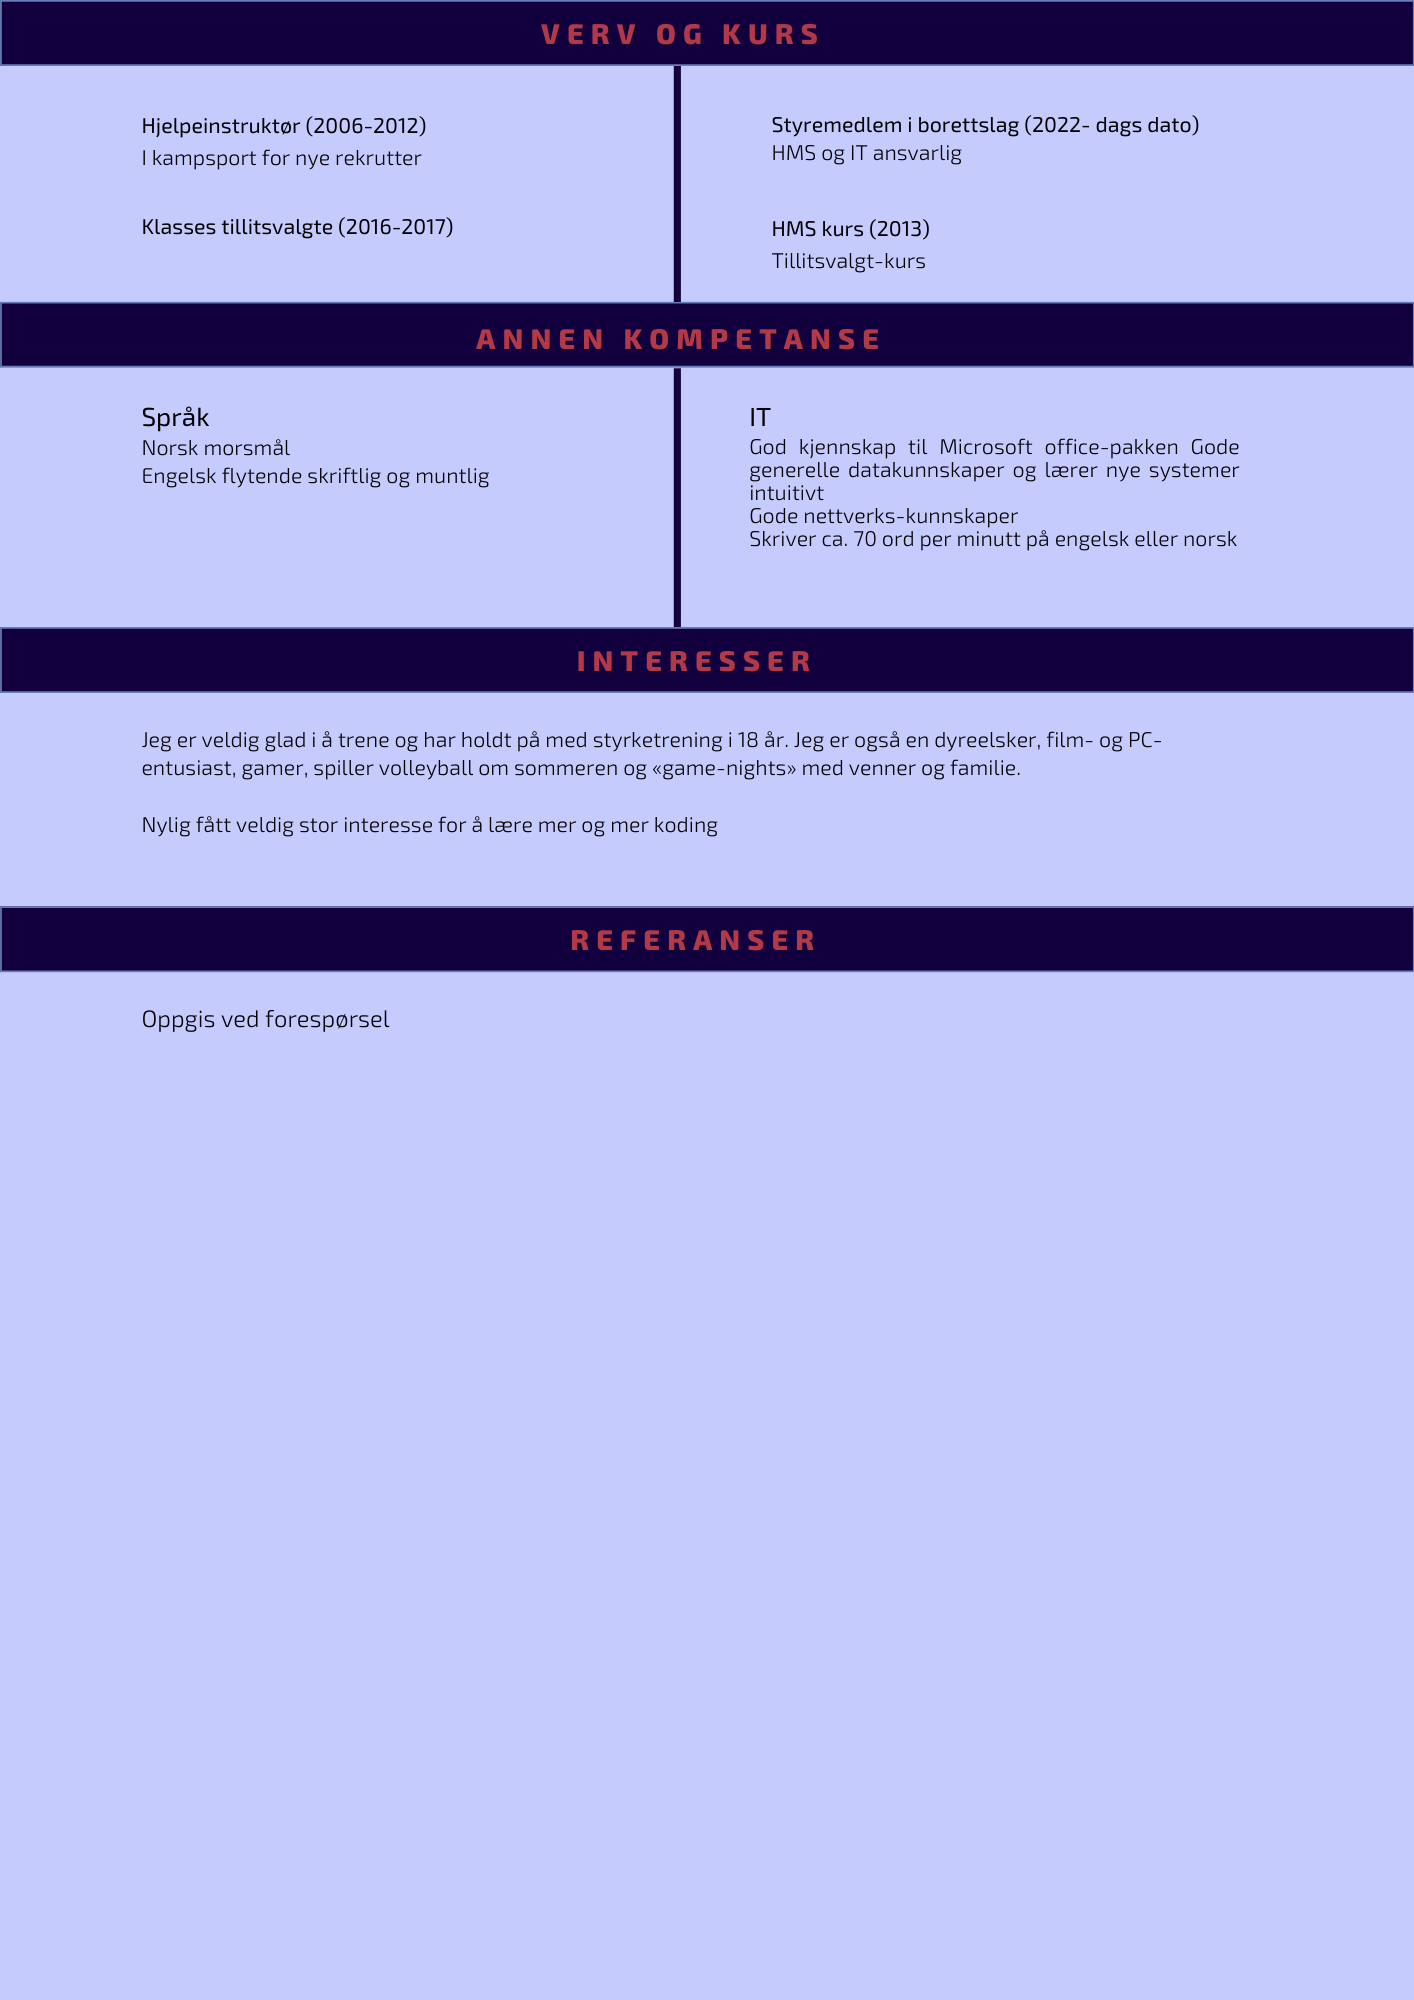 VERV OG KURS
Hjelpeinstruktør (2006-2012)
I kampsport for nye rekrutter
Klasses tillitsvalgte (2016-2017)
Styremedlem i borettslag (2022- dags dato)
HMS og IT ansvarlig
HMS kurs (2013)
Tillitsvalgt-kurs
ANNEN KOMPETANSE
Språk
Norsk morsmål
Engelsk flytende skriftlig og muntlig
IT
God kjennskap til Microsoft office-pakken Gode
generelle datakunnskaper og lærer nye systemer
intuitivt
Gode nettverks-kunnskaper
Skriver ca. 70 ord per minutt på engelsk eller norsk
INTERESSER
Jeg er veldig glad i å trene og har holdt på med styrketrening i 18 år. Jeg er også en dyreelsker, film- og PC-
entusiast, gamer, spiller volleyball om sommeren og «game-nights» med venner og familie.
Nylig fått veldig stor interesse for å lære mer og mer koding
REFERANSER
Oppgis ved forespørsel